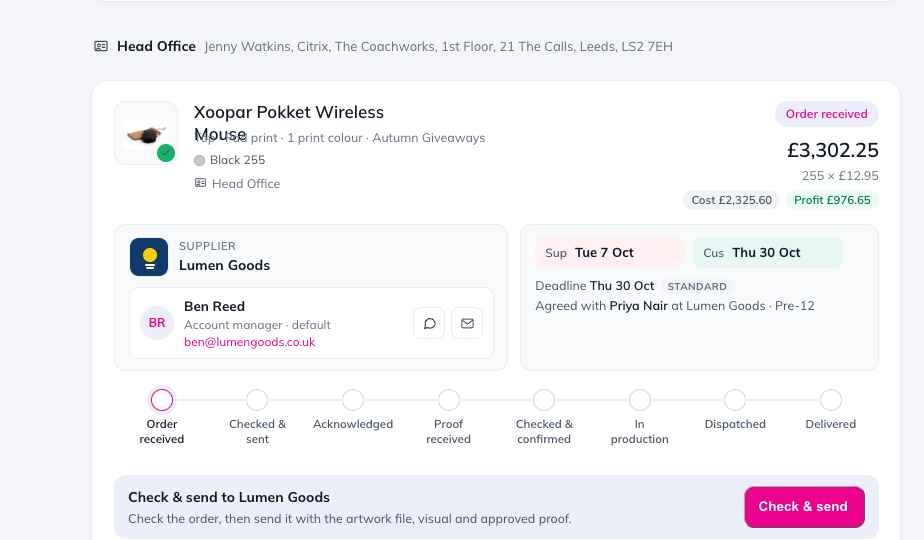 Head Office Jenny Watkins, Citrix, The Coachworks, 1st Floor, 21 The Calls, Leeds, LS2 7EH
Xoopar Pokket Wireless
Mouse
print · 1 print colour · Autumn Giveaways
Black 255
Head Office
Order received
£3,302.25
255 × £12.95
Cost £2,325.60 Profit £976.65
SUPPLIER
Lumen Goods
BR
Ben Reed
Account manager · default
ben@lumengoods.co.uk
Sup Tue 7 Oct
Cus Thu 30 Oct
Deadline Thu 30 Oct STANDARD
Agreed with Priya Nair at Lumen Goods · Pre-12
Order received
Checked & sent
Acknowledged
Proof received
Checked & confirmed
In production
Dispatched
Delivered
Check & send to Lumen Goods
Check the order, then send it with the artwork file, visual and approved proof.
Check & send